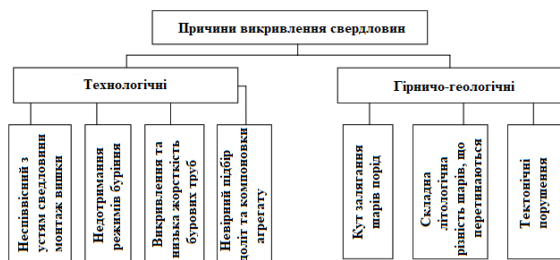 Причини викривлення свердловин
Технологічні
Гірничо-геологічні
Неспіввісний з
устям сведловини
монтаж вишки
Недотримання
режимів буріння
Викривлення та
низька жорсткість
бурових труб
Невірний підбір
доліт та компоновки
агрегату
Кут залягання
шарів порід
Складна
літологічна
різність шарів, що
перетинаються
Тектонічні
порушення